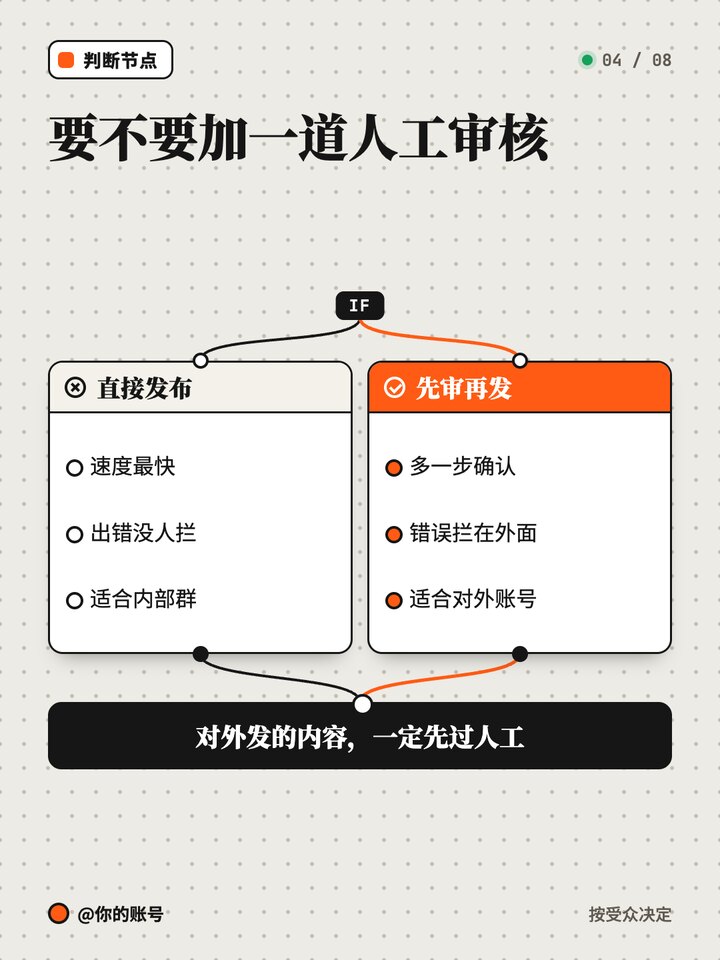 判断节点
04 / 08
要不要加一道人工审核
IF
直接发布
速度最快
出错没人拦
适合内部群
先审再发
多一步确认
错误拦在外面
适合对外账号
对外发的内容，一定先过人工
@你的账号
按受众决定